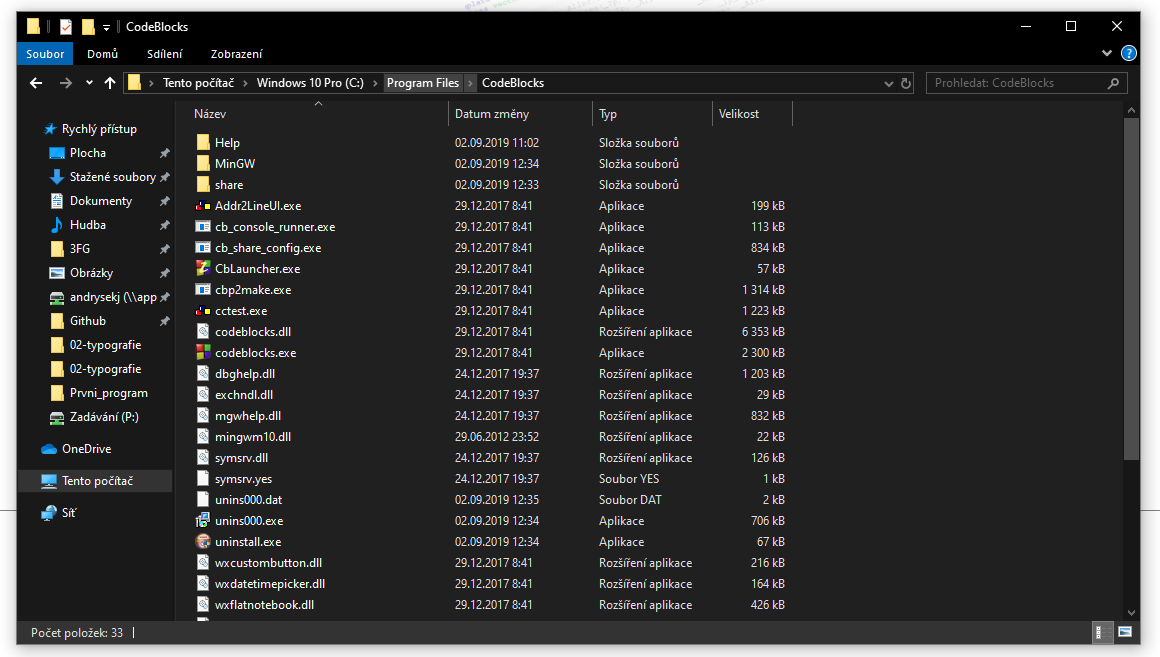 CodeBlocks
Soubor Domů Sdílení Zobrazení
Tento počítač Windows 10 Pro (C:) Program Files CodeBlocks Prohledat: CodeBlocks
Název Datum změny Typ Velikost
Rychlý přístup
Plocha
Stažené soubory
Dokumenty
Hudba
3FG
Obrázky
andrysekj (\\app
Github
02-typografie
02-typografie
Prvni_program
Zadávání (P:)
OneDrive
Tento počítač
Síť
Help 02.09.2019 11:02 Složka souborů
MinGW 02.09.2019 12:34 Složka souborů
share 02.09.2019 12:33 Složka souborů
Addr2LineUI.exe 29.12.2017 8:41 Aplikace 199 kB
cb_console_runner.exe 29.12.2017 8:41 Aplikace 113 kB
cb_share_config.exe 29.12.2017 8:41 Aplikace 834 kB
CbLauncher.exe 29.12.2017 8:41 Aplikace 57 kB
cbp2make.exe 29.12.2017 8:41 Aplikace 1 314 kB
cctest.exe 29.12.2017 8:41 Aplikace 1 223 kB
codeblocks.dll 29.12.2017 8:41 Rozšíření aplikace 6 353 kB
codeblocks.exe 29.12.2017 8:41 Aplikace 2 300 kB
dbghelp.dll 24.12.2017 19:37 Rozšíření aplikace 1 203 kB
exchndl.dll 24.12.2017 19:37 Rozšíření aplikace 29 kB
mgwhelp.dll 24.12.2017 19:37 Rozšíření aplikace 832 kB
mingwm10.dll 29.06.2012 23:52 Rozšíření aplikace 22 kB
symsrv.dll 24.12.2017 19:37 Rozšíření aplikace 126 kB
symsrv.yes 24.12.2017 19:37 Soubor YES 1 kB
unins000.dat 02.09.2019 12:35 Soubor DAT 2 kB
unins000.exe 02.09.2019 12:34 Aplikace 706 kB
uninstall.exe 02.09.2019 12:34 Aplikace 67 kB
wxcustombutton.dll 29.12.2017 8:41 Rozšíření aplikace 216 kB
wxdatetimepicker.dll 29.12.2017 8:41 Rozšíření aplikace 164 kB
wxflatnotebook.dll 29.12.2017 8:41 Rozšíření aplikace 426 kB
Počet položek: 33